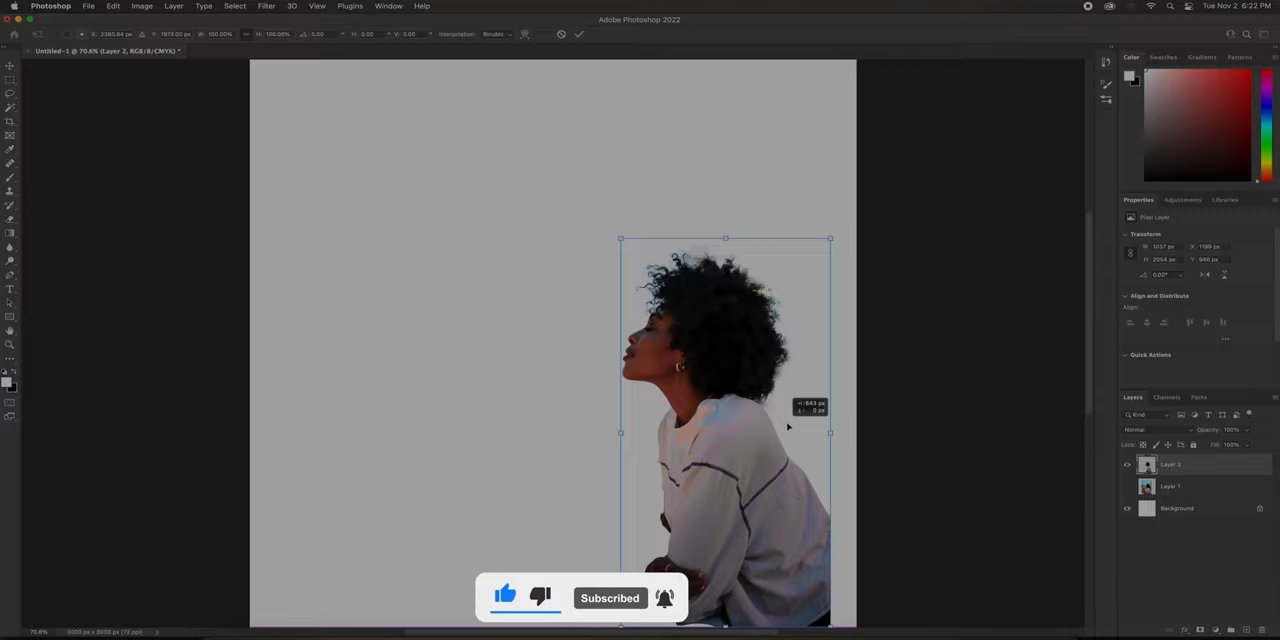 Photoshop File Edit Image Layer Type Select Filter 3D View Plugins Window Help Tue Nov 2 6:22 PM
Adobe Photoshop 2022
X: 2360.94 px Y: 1973.00 px W: 100.00% H: 100.00% 0.00 H: 0.00 V: 0.00 Interpolation: Bicubic
Untitled-1 @ 70.6% (Layer 2, RGB/8/CMYK) *
Color Swatches Gradients Patterns
Properties Adjustments Libraries
Pixel Layer
Transform
W 1037 px X 1199 px
H 2054 px Y 946 px
0.00°
Align and Distribute
Align:
Quick Actions
Layers Channels Paths
Kind
Normal Opacity: 100%
Lock: Fill: 100%
Layer 2
Layer 1
Background
643 px
0 px
Subscribed
70.6% 3000 px x 3000 px (72 ppi)